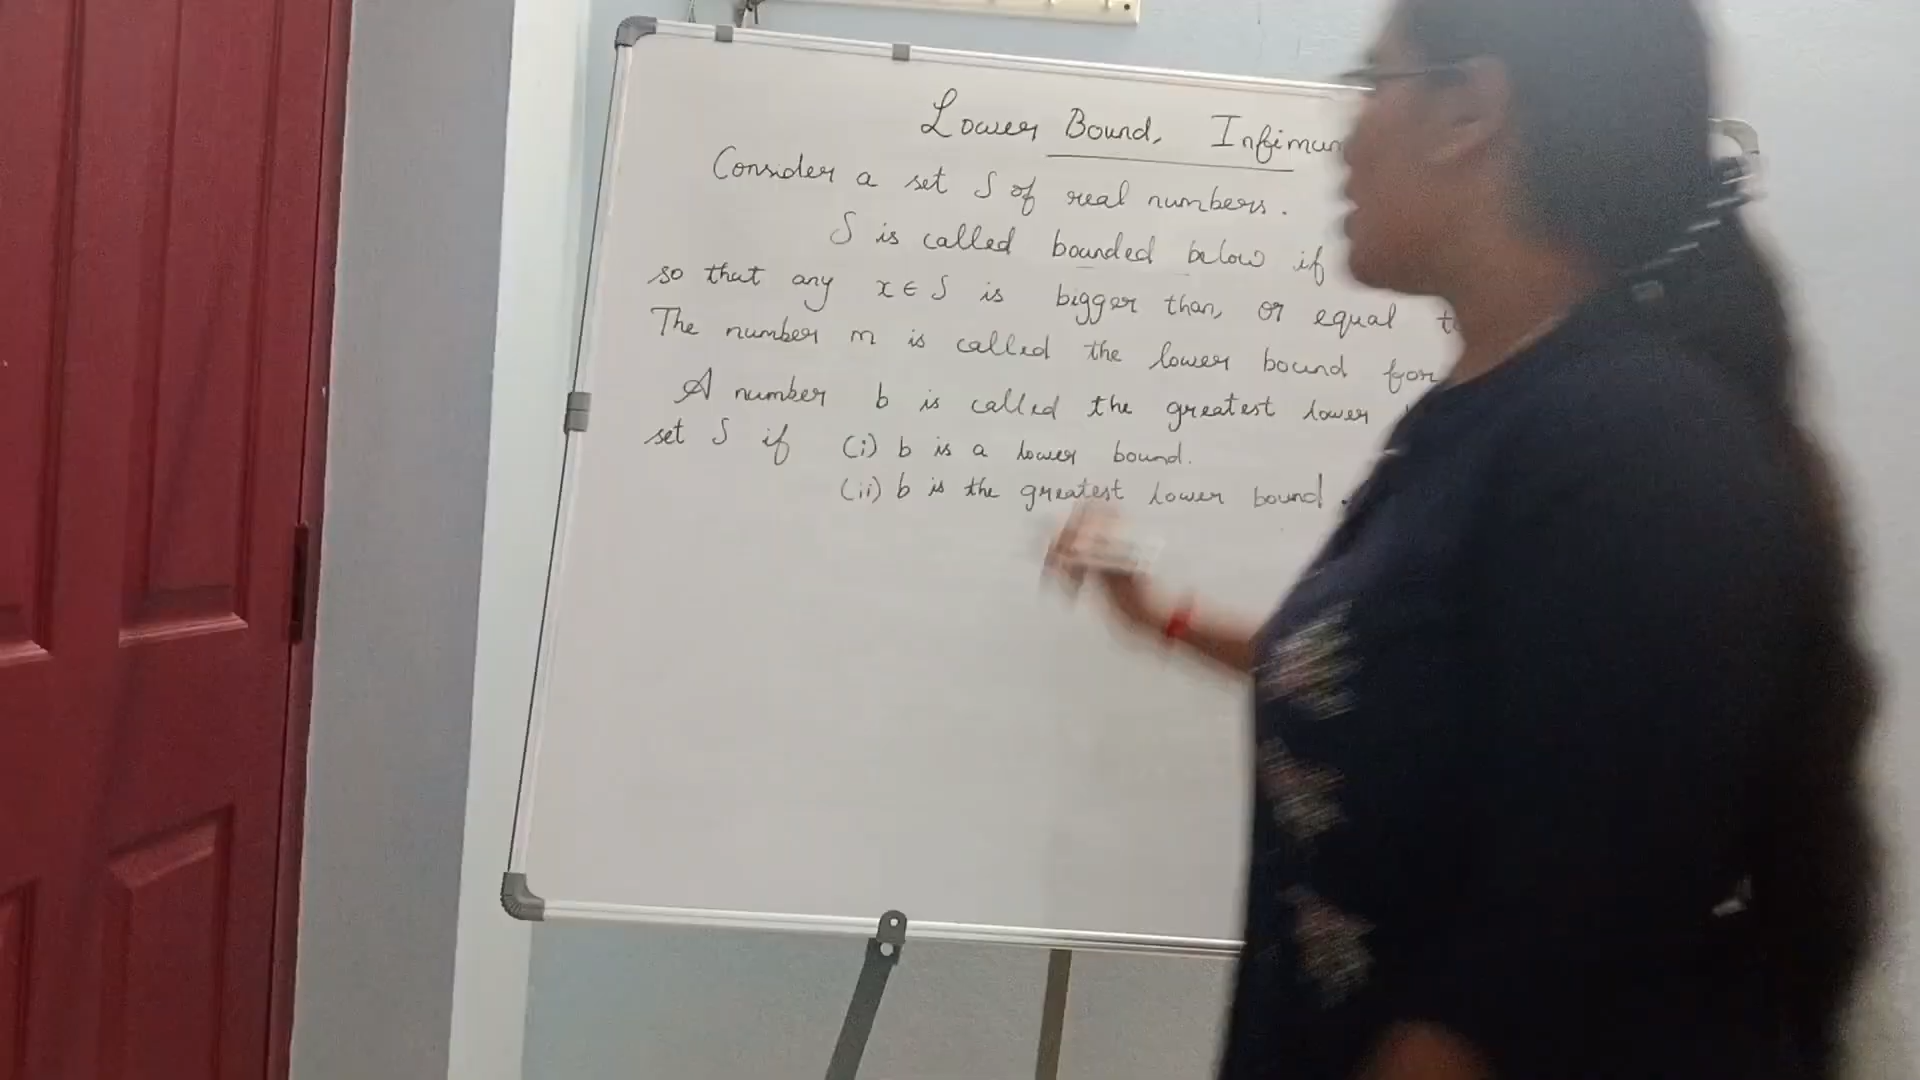 Lower Bound, Infimum
Consider a set S of real numbers.
S is called bounded below if
so that any x ∈ S is bigger than, or equal to
The number m is called the lower bound for
A number b is called the greatest lower
set S if (i) b is a lower bound.
(ii) b is the greatest lower bound.